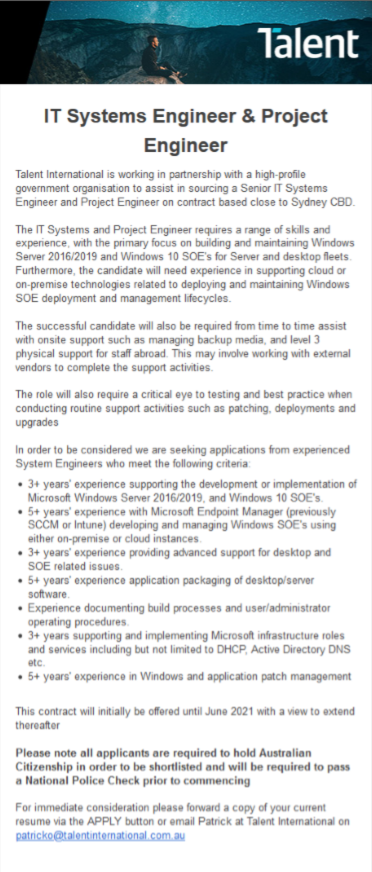 Talent
IT Systems Engineer & Project
Engineer
Talent International is working in partnership with a high-profile
government organisation to assist in sourcing a Senior IT Systems
Engineer and Project Engineer on contract based close to Sydney CBD.
The IT Systems and Project Engineer requires a range of skills and
experience, with the primary focus on building and maintaining Windows
Server 2016/2019 and Windows 10 SOE's for Server and desktop fleets.
Furthermore, the candidate will need experience in supporting cloud or
on-premise technologies related to deploying and maintaining Windows
SOE deployment and management lifecycles.
The successful candidate will also be required from time to time assist
with onsite support such as managing backup media, and level 3
physical support for staff abroad. This may involve working with external
vendors to complete the support activities.
The role will also require a critical eye to testing and best practice when
conducting routine support activities such as patching, deployments and
upgrades
In order to be considered we are seeking applications from experienced
System Engineers who meet the following criteria:
• 3+ years' experience supporting the development or implementation of
Microsoft Windows Server 2016/2019, and Windows 10 SOE's.
• 5+ years' experience with Microsoft Endpoint Manager (previously
SCCM or Intune) developing and managing Windows SOE's using
either on-premise or cloud instances.
• 3+ years' experience providing advanced support for desktop and
SOE related issues.
• 5+ years' experience application packaging of desktop/server
software.
• Experience documenting build processes and user/administrator
operating procedures.
• 3+ years supporting and implementing Microsoft infrastructure roles
and services including but not limited to DHCP, Active Directory DNS
etc.
• 5+ years' experience in Windows and application patch management
This contract will initially be offered until June 2021 with a view to extend
thereafter
Please note all applicants are required to hold Australian
Citizenship in order to be shortlisted and will be required to pass
a National Police Check prior to commencing
For immediate consideration please forward a copy of your current
resume via the APPLY button or email Patrick at Talent International on
patricko@talentinternational.com.au